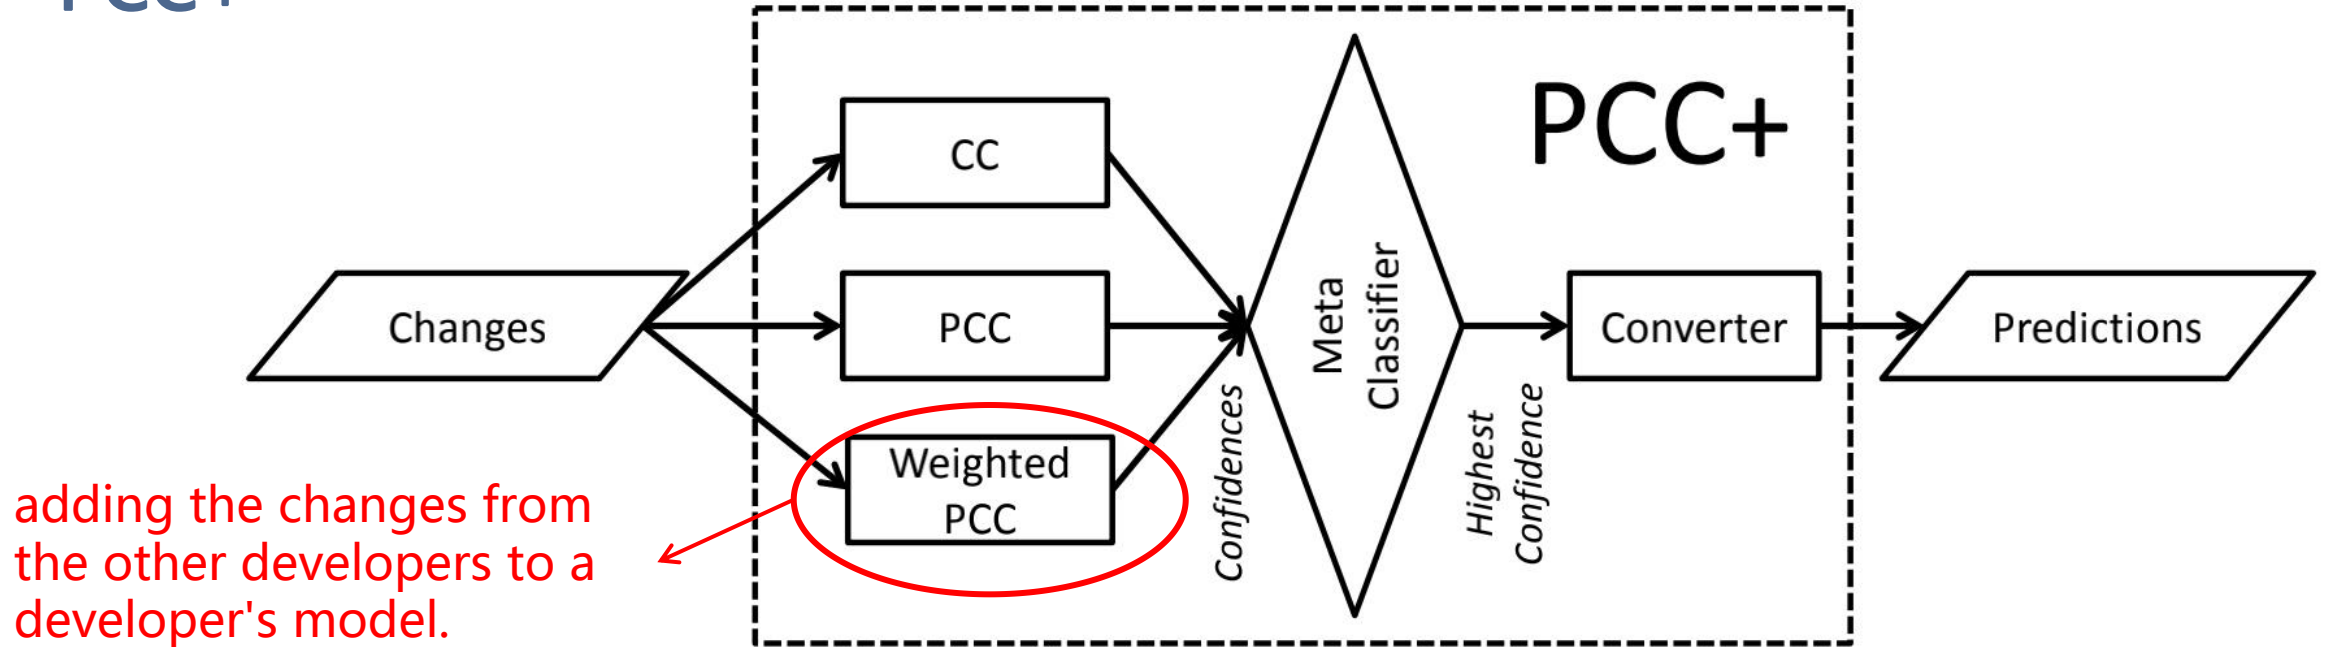 PCC+
PCC+
CC
Changes
PCC
Meta
Classifier
Converter
Predictions
Weighted
PCC
Confidences
Highest
Confidence
adding the changes from
the other developers to a
developer's model.